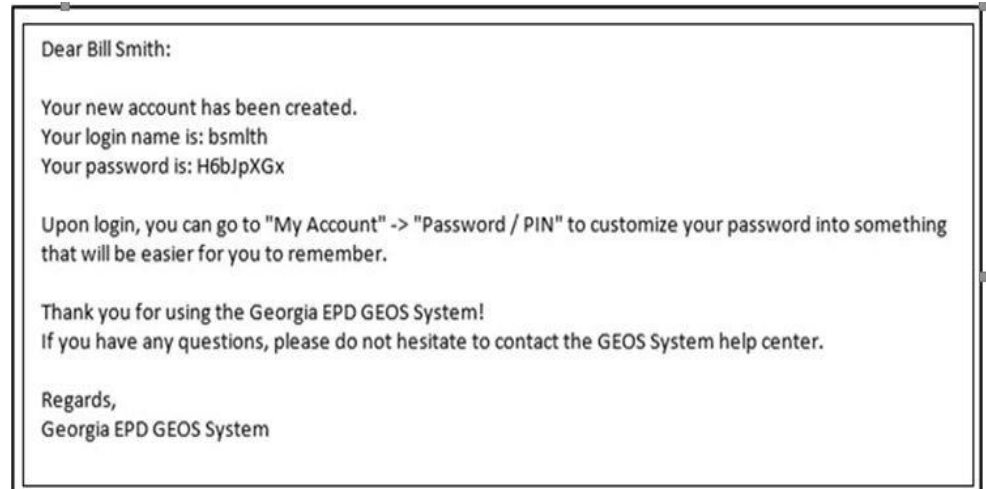 Dear Bill Smith:
Your new account has been created.
Your login name is: bsmlth
Your password is: H6bJpXGx
Upon login, you can go to "My Account" -> "Password / PIN" to customize your password into something
that will be easier for you to remember.
Thank you for using the Georgia EPD GEOS System!
If you have any questions, please do not hesitate to contact the GEOS System help center.
Regards,
Georgia EPD GEOS System